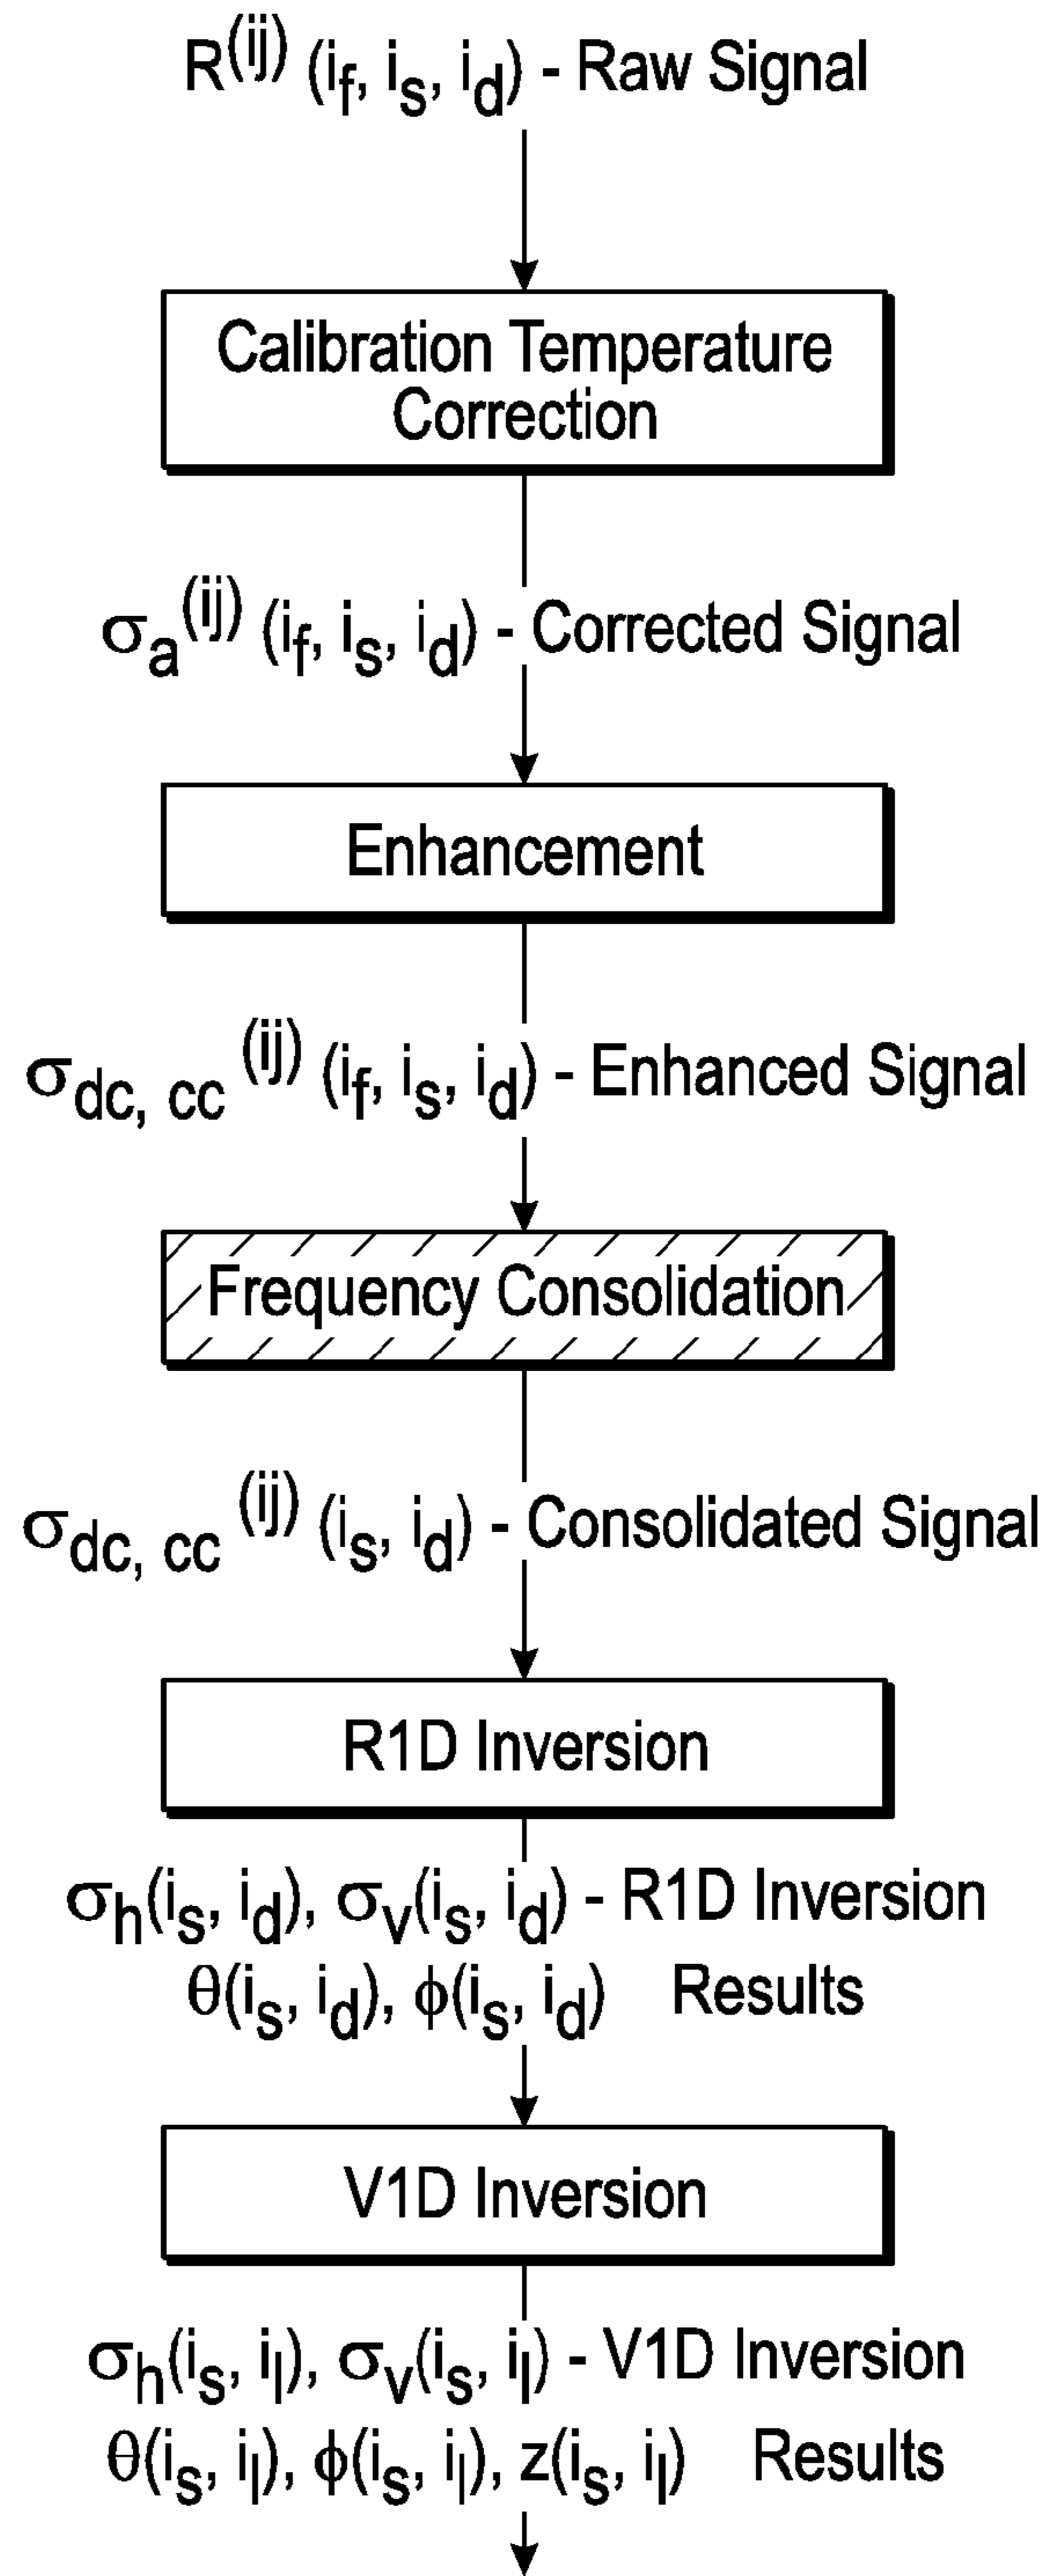 R(ij) (if, is, id) - Raw Signal
Calibration Temperature
Correction
σa(ij) (if, is, id) - Corrected Signal
Enhancement
σdc, cc (ij) (if, is, id) - Enhanced Signal
Frequency Consolidation
σdc, cc (ij) (is, id) - Consolidated Signal
R1D Inversion
σh(is, id), σv(is, id) - R1D Inversion
θ(is, id), ϕ(is, id) Results
V1D Inversion
σh(is, il), σv(is, il) - V1D Inversion
θ(is, il), ϕ(is, il), z(is, il) Results